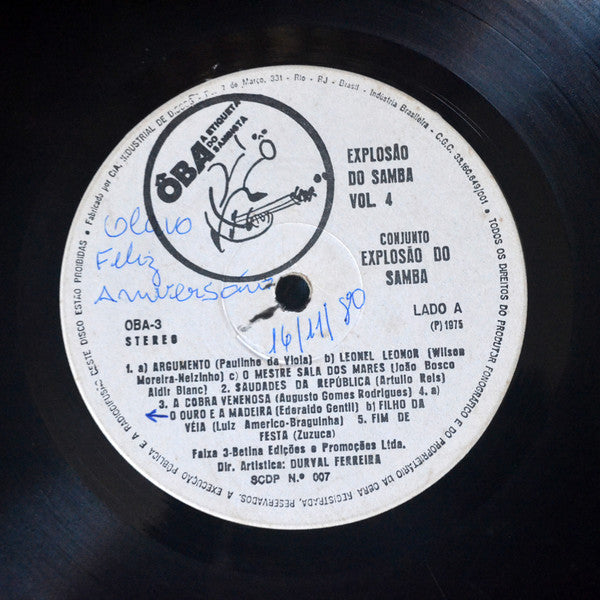 ÔBA
A ETIQUETA
DO
SAMBISTA
EXPLOSÃO
DO SAMBA
VOL. 4
CONJUNTO
EXPLOSÃO DO
SAMBA
Feliz
Aniversário
16/11/80
OBA-3
STEREO
LADO A
(P) 1975
1. a) ARGUMENTO (Paulinho da Viola) b) LEONEL LEONOR (Wilson
Moreira-Neizinho) c) O MESTRE SALA DOS MARES (João Bosco
Aldir Blanc) 2. SAUDADES DA REPÚBLICA (Artulio Reis)
3. A COBRA VENENOSA (Augusto Gomes Rodrigues) 4. a)
O OURO E A MADEIRA (Ederaldo Gentil) b) FILHO DA
VÉIA (Luiz Americo-Braguinha) 5. FIM DE
FESTA (Zuzuca)
Faixa 3-Betina Edições e Promoções Ltda.
Dir. Artistica: DURVAL FERREIRA
SCDP N.º 007
Fabricado por CIA. INDUSTRIAL DE DISCOS de Março, 331 - Rio - RJ - Brasil - Indústria Brasileira - C.G.C. 33.160.849/001 • TODOS OS DIREITOS DO PRODUTOR FONOGRÁFICO E DO PROPRIETÁRIO DA OBRA REGISTRADA, RESERVADOS. A EXECUÇÃO PÚBLICA E A RADIODIFUSÃO DESTE DISCO ESTÃO PROIBIDAS •